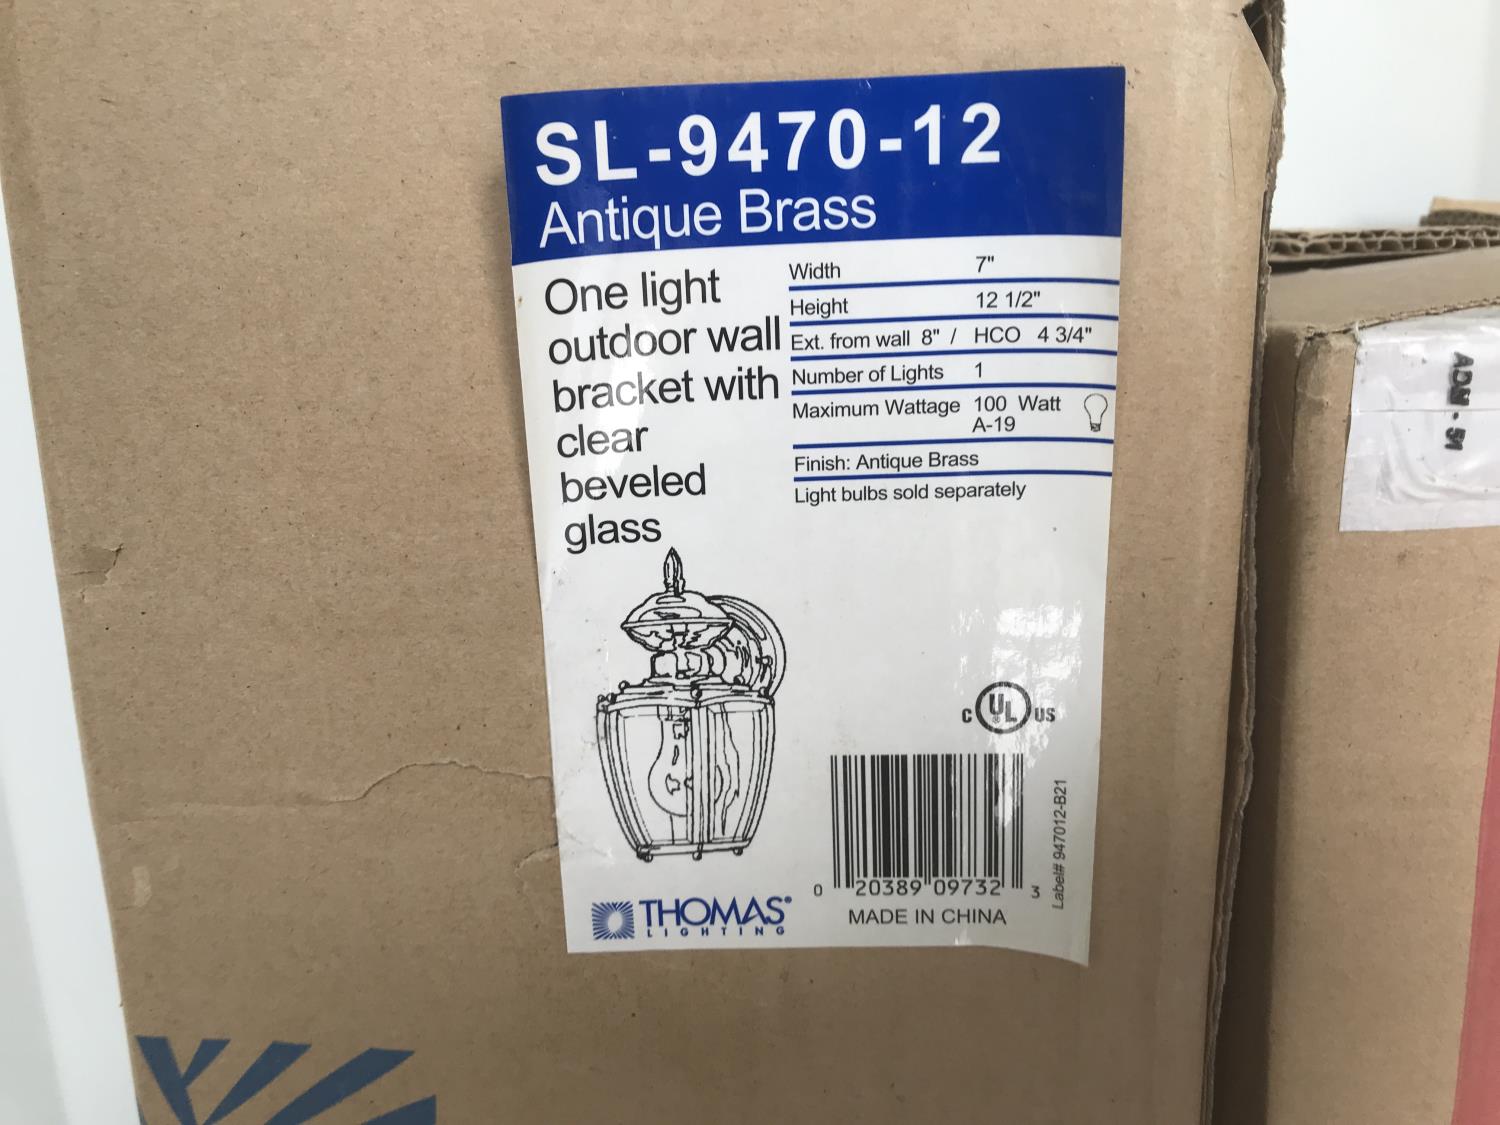 SL-9470-12
Antique Brass
One light
outdoor wall
bracket with
clear
beveled
glass
Width 7"
Height 12 1/2"
Ext. from wall 8" / HCO 4 3/4"
Number of Lights 1
Maximum Wattage 100 Watt
A-19
Finish: Antique Brass
Light bulbs sold separately
C UL® US
0 20389 09732 3
MADE IN CHINA
Label# 947012-B21
THOMAS®
LIGHTING
ADM - 51